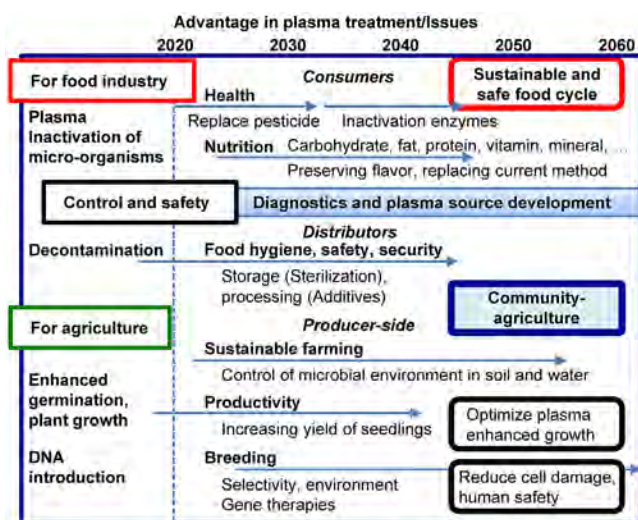 Advantage in plasma treatment/Issues
2020 2030 2040 2050 2060
For food industry
Consumers
Sustainable and
safe food cycle
Health
Plasma
Inactivation of
micro-organisms
Replace pesticide
Inactivation enzymes
Nutrition
Carbohydrate, fat, protein, vitamin, mineral, ...
Preserving flavor, replacing current method
Control and safety
Diagnostics and plasma source development
Distributors
Decontamination
Food hygiene, safety, security
Storage (Sterilization),
processing (Additives)
Community-
agriculture
For agriculture
Producer-side
Sustainable farming
Control of microbial environment in soil and water
Enhanced
germination,
plant growth,
Productivity
Increasing yield of seedlings
Optimize plasma
enhanced growth
DNA
introduction
Breeding
Selectivity, environment
Gene therapies
Reduce cell damage,
human safety